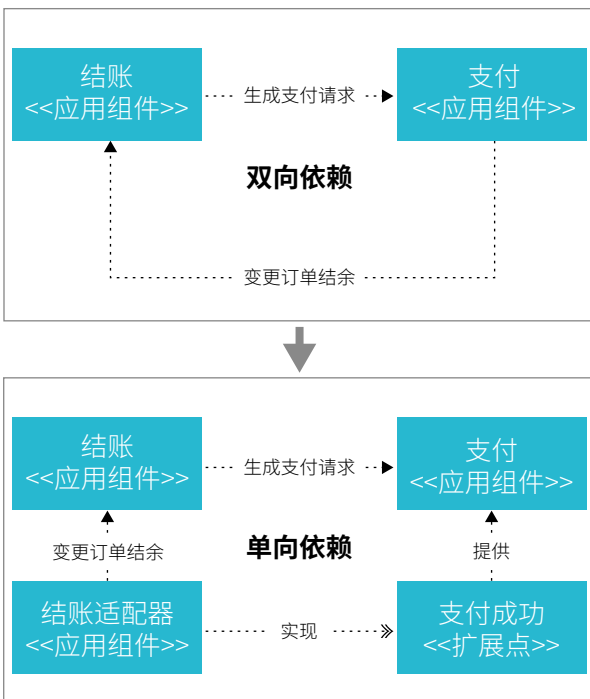 结账
<<应用组件>>
生成支付请求
支付
<<应用组件>>
双向依赖
变更订单结余
结账
<<应用组件>>
生成支付请求
支付
<<应用组件>>
变更订单结余
单向依赖
提供
结账适配器
<<应用组件>>
实现
支付成功
<<扩展点>>